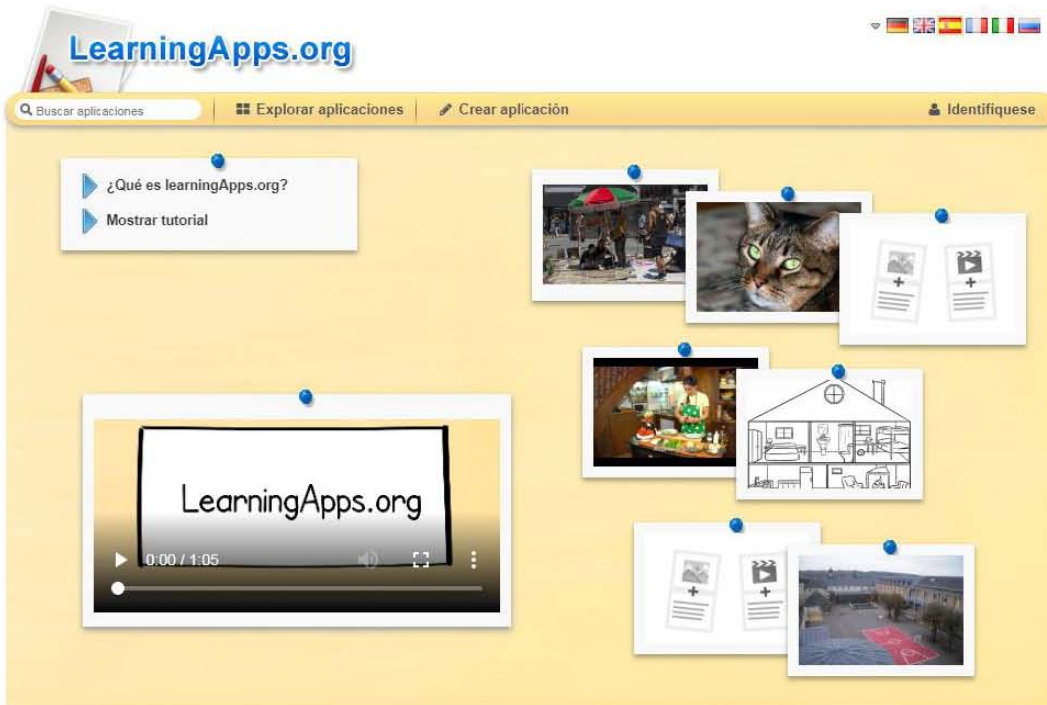 LearningApps.org
Buscar aplicaciones
Explorar aplicaciones
Crear aplicación
Identifíquese
¿Qué es learningApps.org?
Mostrar tutorial
LearningApps.org
0:00 / 1:05